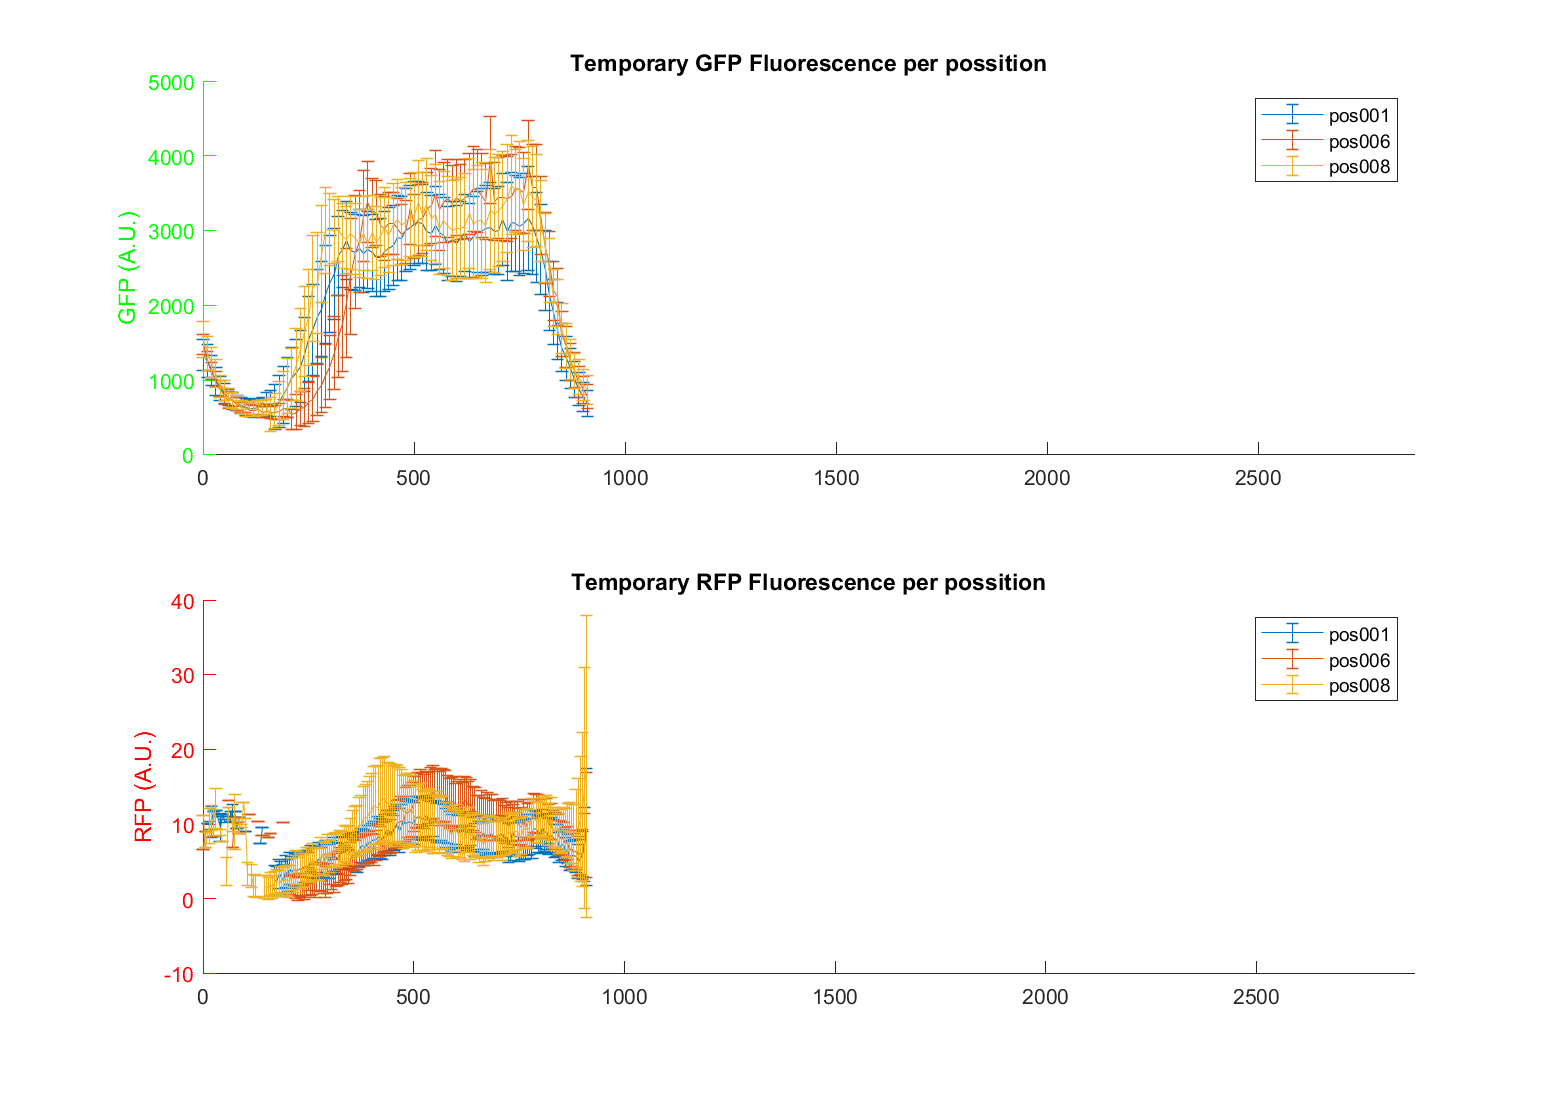 Temporary GFP Fluorescence per possition
5000
4000
3000
2000
1000
0
GFP (A.U.)
0 500 1000 1500 2000 2500
pos001
pos006
pos008
Temporary RFP Fluorescence per possition
40
30
20
10
0
-10
RFP (A.U.)
0 500 1000 1500 2000 2500
pos001
pos006
pos008